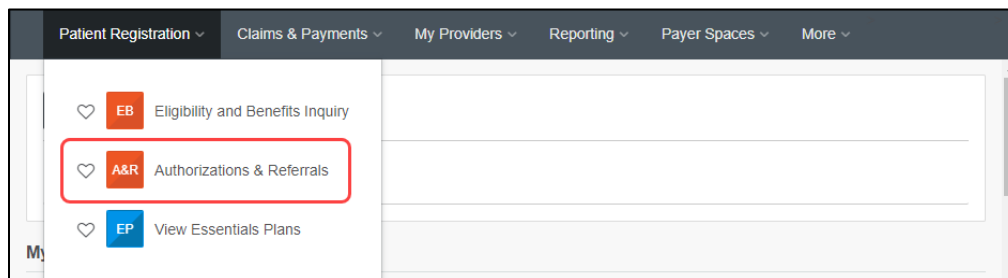 Patient Registration Claims & Payments My Providers Reporting Payer Spaces More
EB Eligibility and Benefits Inquiry
A&R Authorizations & Referrals
EP View Essentials Plans
My